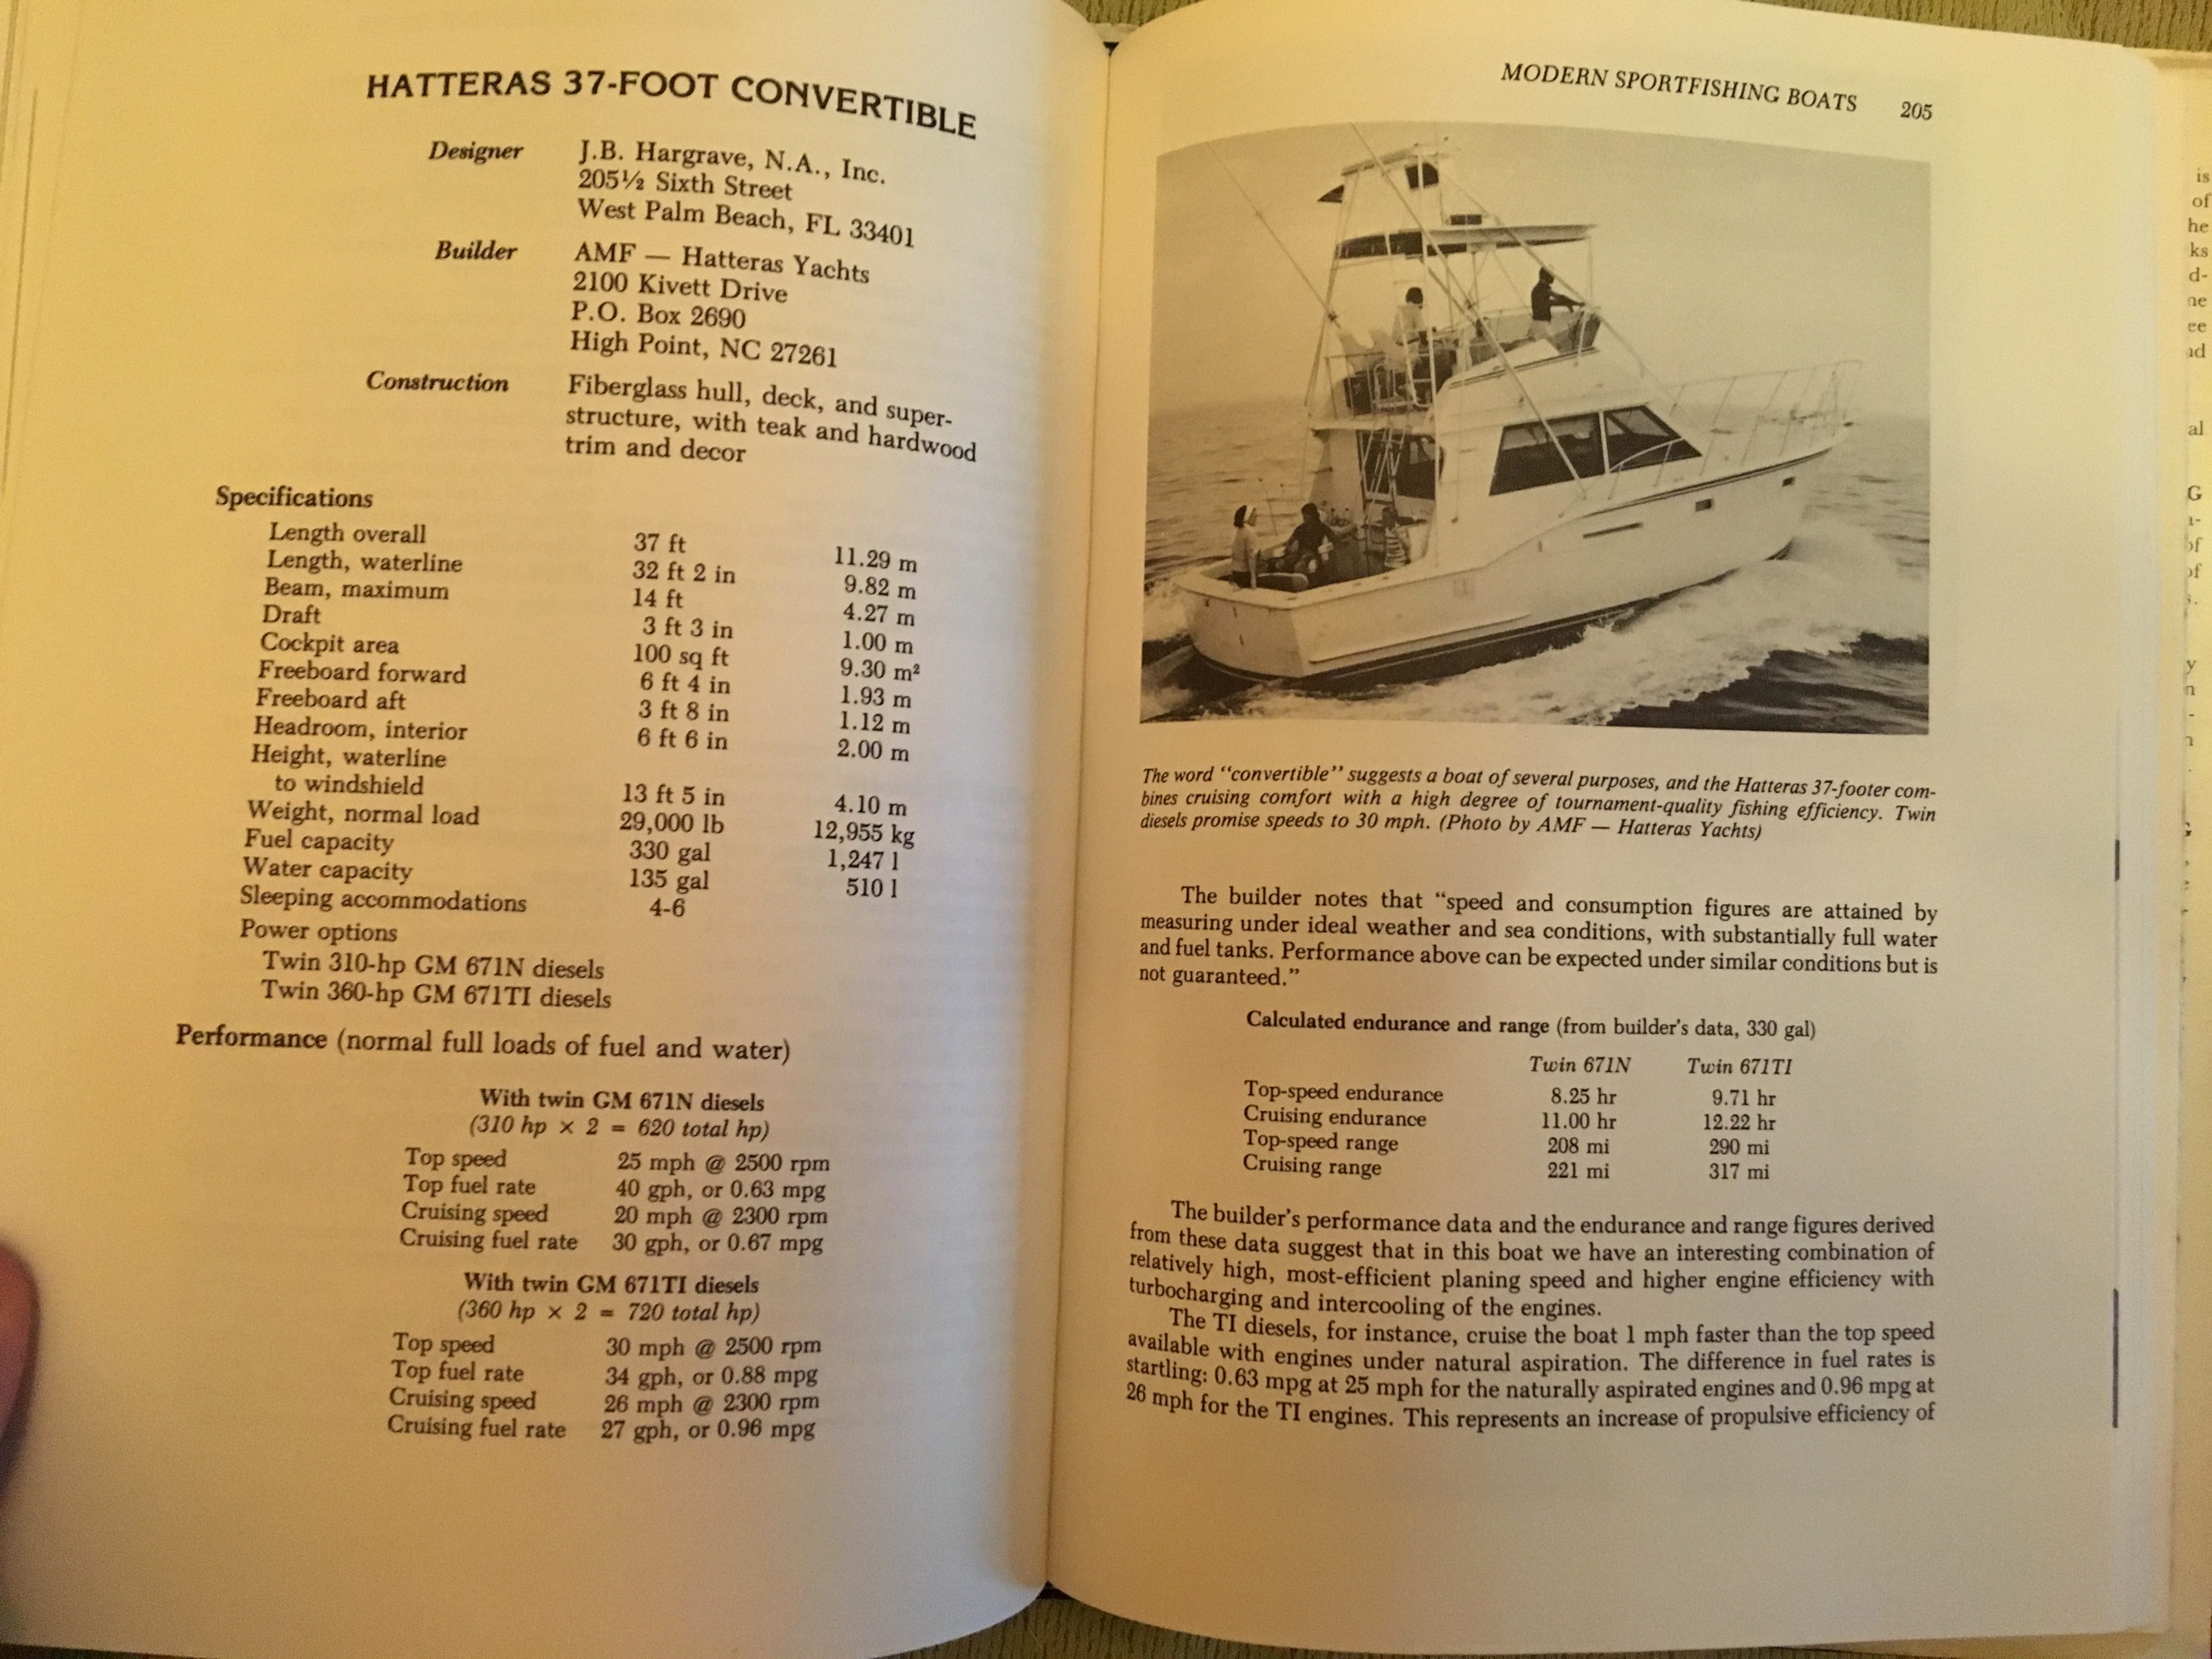 HATTERAS 37-FOOT CONVERTIBLE
Designer J.B. Hargrave, N.A., Inc.
205½ Sixth Street
West Palm Beach, FL 33401
Builder AMF — Hatteras Yachts
2100 Kivett Drive
P.O. Box 2690
High Point, NC 27261
Construction Fiberglass hull, deck, and super-
structure, with teak and hardwood
trim and decor
Specifications
Length overall 37 ft 11.29 m
Length, waterline 32 ft 2 in 9.82 m
Beam, maximum 14 ft 4.27 m
Draft 3 ft 3 in 1.00 m
Cockpit area 100 sq ft 9.30 m²
Freeboard forward 6 ft 4 in 1.93 m
Freeboard aft 3 ft 8 in 1.12 m
Headroom, interior 6 ft 6 in 2.00 m
Height, waterline
to windshield 13 ft 5 in 4.10 m
Weight, normal load 29,000 lb 12,955 kg
Fuel capacity 330 gal 1,247 l
Water capacity 135 gal 510 l
Sleeping accommodations 4-6
Power options
Twin 310-hp GM 671N diesels
Twin 360-hp GM 671TI diesels
Performance (normal full loads of fuel and water)
With twin GM 671N diesels
(310 hp × 2 = 620 total hp)
Top speed 25 mph @ 2500 rpm
Top fuel rate 40 gph, or 0.63 mpg
Cruising speed 20 mph @ 2300 rpm
Cruising fuel rate 30 gph, or 0.67 mpg
With twin GM 671TI diesels
(360 hp × 2 = 720 total hp)
Top speed 30 mph @ 2500 rpm
Top fuel rate 34 gph, or 0.88 mpg
Cruising speed 26 mph @ 2300 rpm
Cruising fuel rate 27 gph, or 0.96 mpg
MODERN SPORTFISHING BOATS 205
The word “convertible” suggests a boat of several purposes, and the Hatteras 37-footer com-
bines cruising comfort with a high degree of tournament-quality fishing efficiency. Twin
diesels promise speeds to 30 mph. (Photo by AMF — Hatteras Yachts)
The builder notes that “speed and consumption figures are attained by
measuring under ideal weather and sea conditions, with substantially full water
and fuel tanks. Performance above can be expected under similar conditions but is
not guaranteed.”
Calculated endurance and range (from builder's data, 330 gal)
Twin 671N Twin 671TI
Top-speed endurance 8.25 hr 9.71 hr
Cruising endurance 11.00 hr 12.22 hr
Top-speed range 208 mi 290 mi
Cruising range 221 mi 317 mi
The builder's performance data and the endurance and range figures derived
from these data suggest that in this boat we have an interesting combination of
relatively high, most-efficient planing speed and higher engine efficiency with
turbocharging and intercooling of the engines.
The TI diesels, for instance, cruise the boat 1 mph faster than the top speed
available with engines under natural aspiration. The difference in fuel rates is
startling: 0.63 mpg at 25 mph for the naturally aspirated engines and 0.96 mpg at
26 mph for the TI engines. This represents an increase of propulsive efficiency of
is
of
he
ks
d-
ne
ee
al
G
of
y